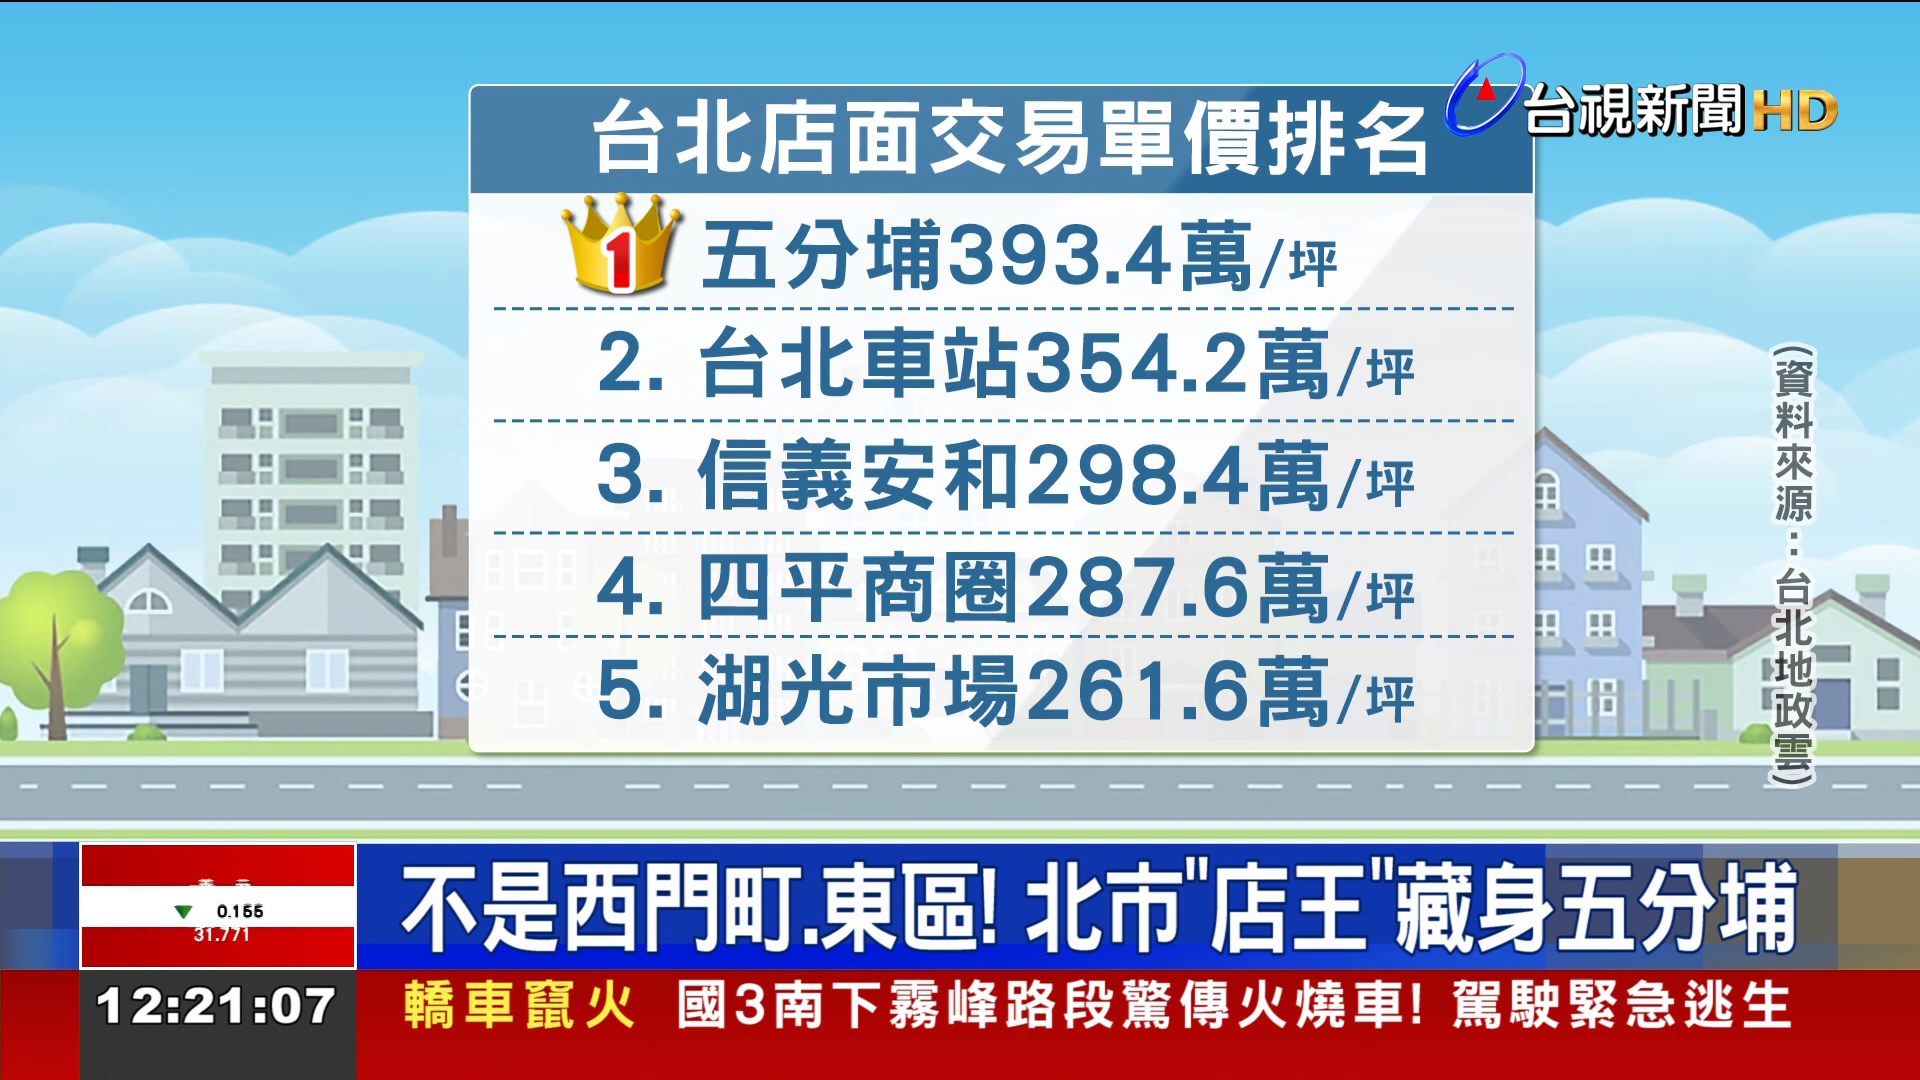 台視新聞HD
台北店面交易單價排名
1 五分埔393.4萬/坪
2. 台北車站354.2萬/坪
3. 信義安和298.4萬/坪
4. 四平商圈287.6萬/坪
5. 湖光市場261.6萬/坪
(資料來源：台北地政雲)
不是西門町.東區! 北市"店王"藏身五分埔
31.771
12:21:07
轎車竄火 國3南下霧峰路段驚傳火燒車! 駕駛緊急逃生